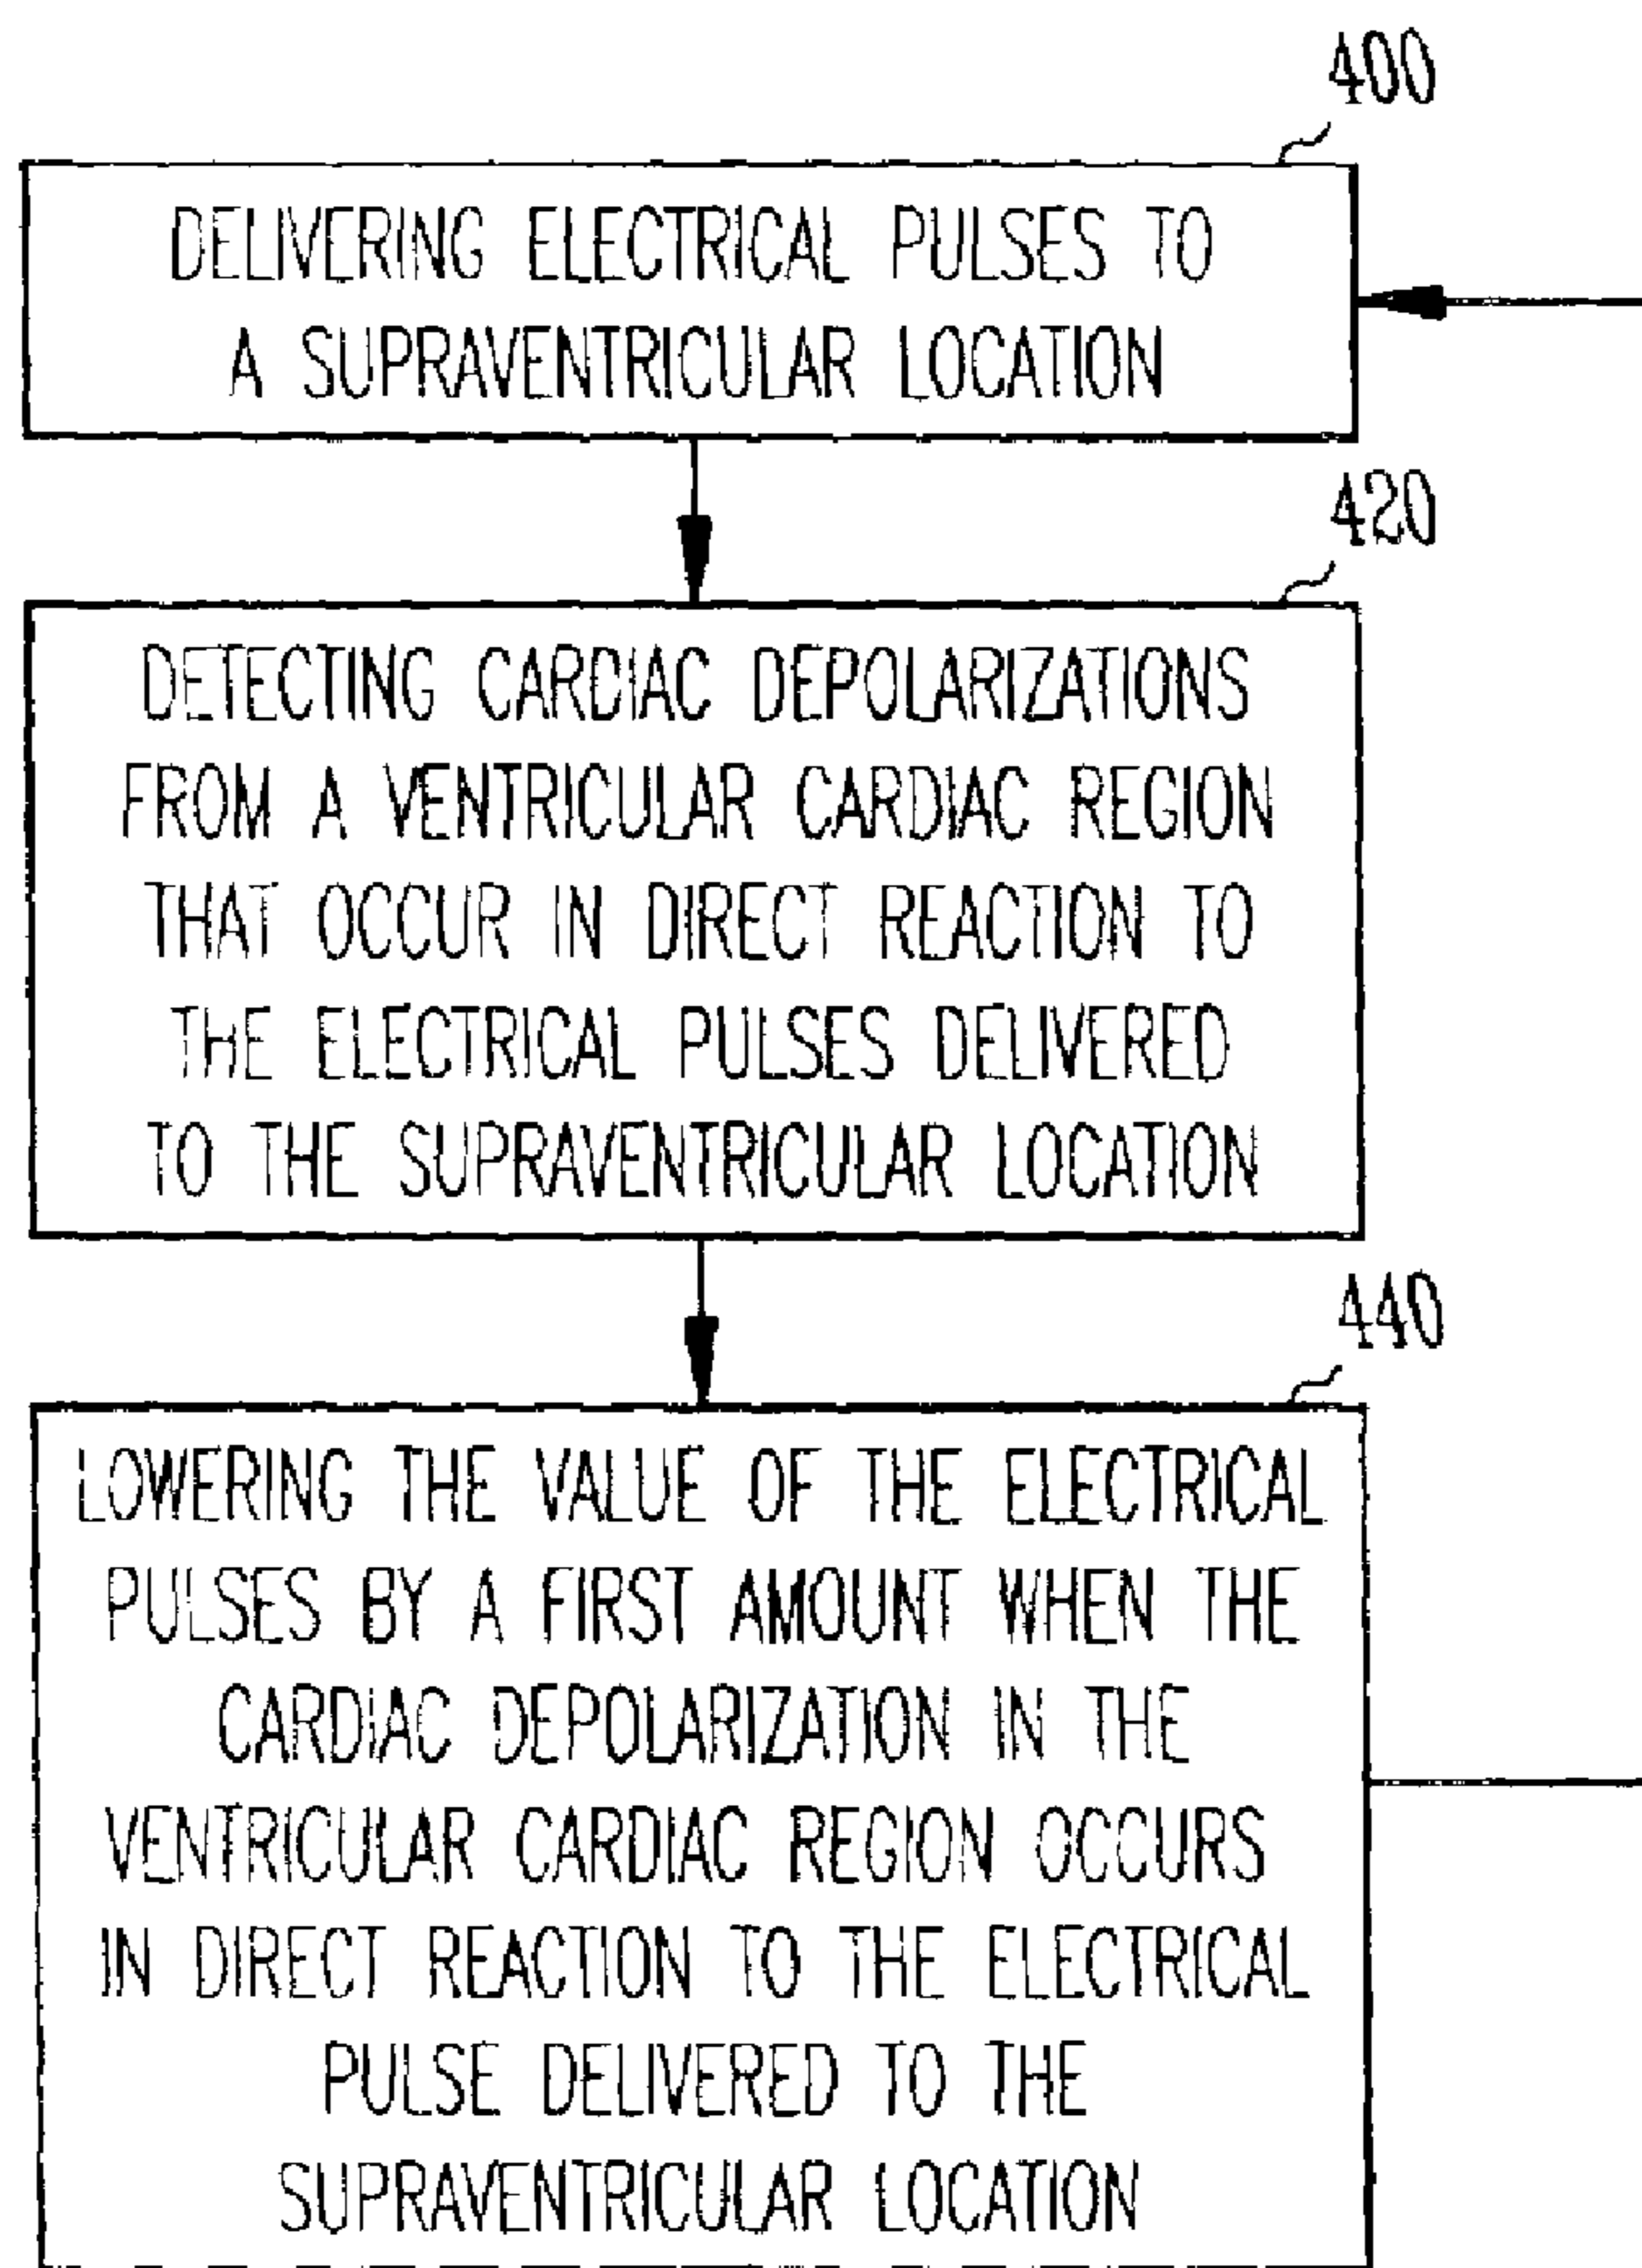 400
DELIVERING ELECTRICAL PULSES TO
A SUPRAVENTRICULAR LOCATION
420
DETECTING CARDIAC DEPOLARIZATIONS
FROM A VENTRICULAR CARDIAC REGION
THAT OCCUR IN DIRECT REACTION TO
THE ELECTRICAL PULSES DELIVERED
TO THE SUPRAVENTRICULAR LOCATION
440
LOWERING THE VALUE OF THE ELECTRICAL
PULSES BY A FIRST AMOUNT WHEN THE
CARDIAC DEPOLARIZATION IN THE
VENTRICULAR CARDIAC REGION OCCURS
IN DIRECT REACTION TO THE ELECTRICAL
PULSE DELIVERED TO THE
SUPRAVENTRICULAR LOCATION